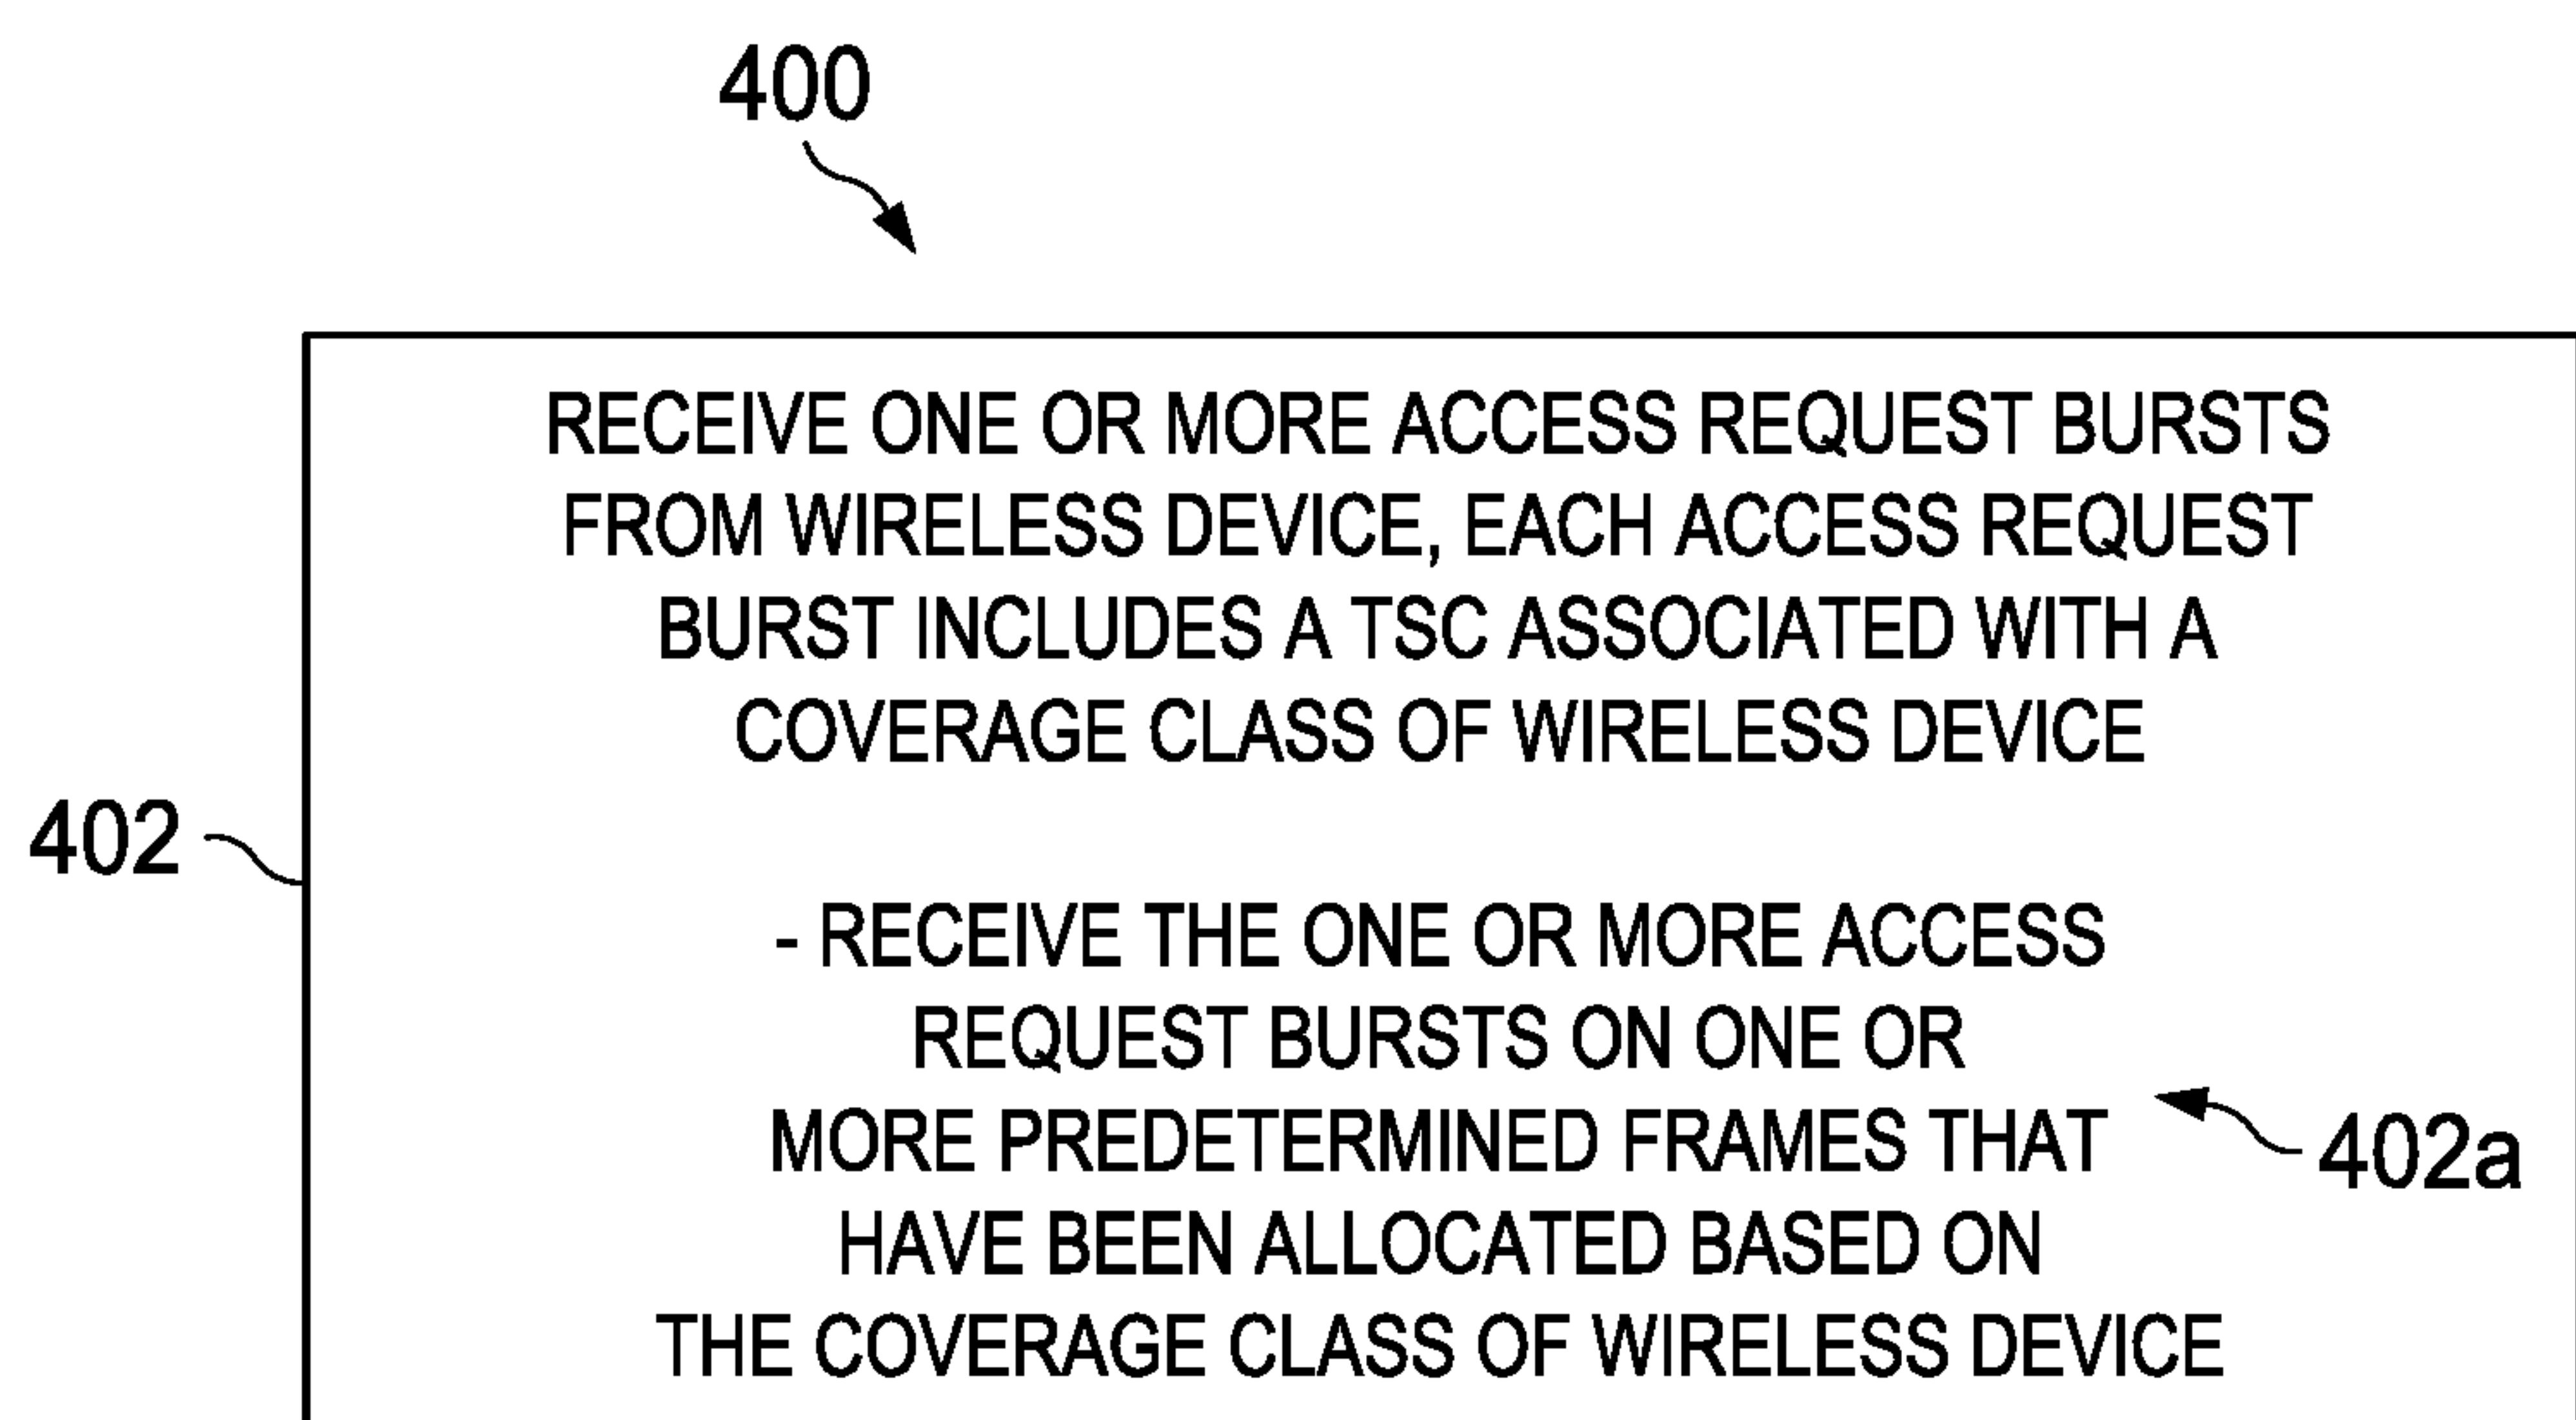 400
RECEIVE ONE OR MORE ACCESS REQUEST BURSTS
FROM WIRELESS DEVICE, EACH ACCESS REQUEST
BURST INCLUDES A TSC ASSOCIATED WITH A
COVERAGE CLASS OF WIRELESS DEVICE
402
- RECEIVE THE ONE OR MORE ACCESS
REQUEST BURSTS ON ONE OR
MORE PREDETERMINED FRAMES THAT
402a
HAVE BEEN ALLOCATED BASED ON
THE COVERAGE CLASS OF WIRELESS DEVICE